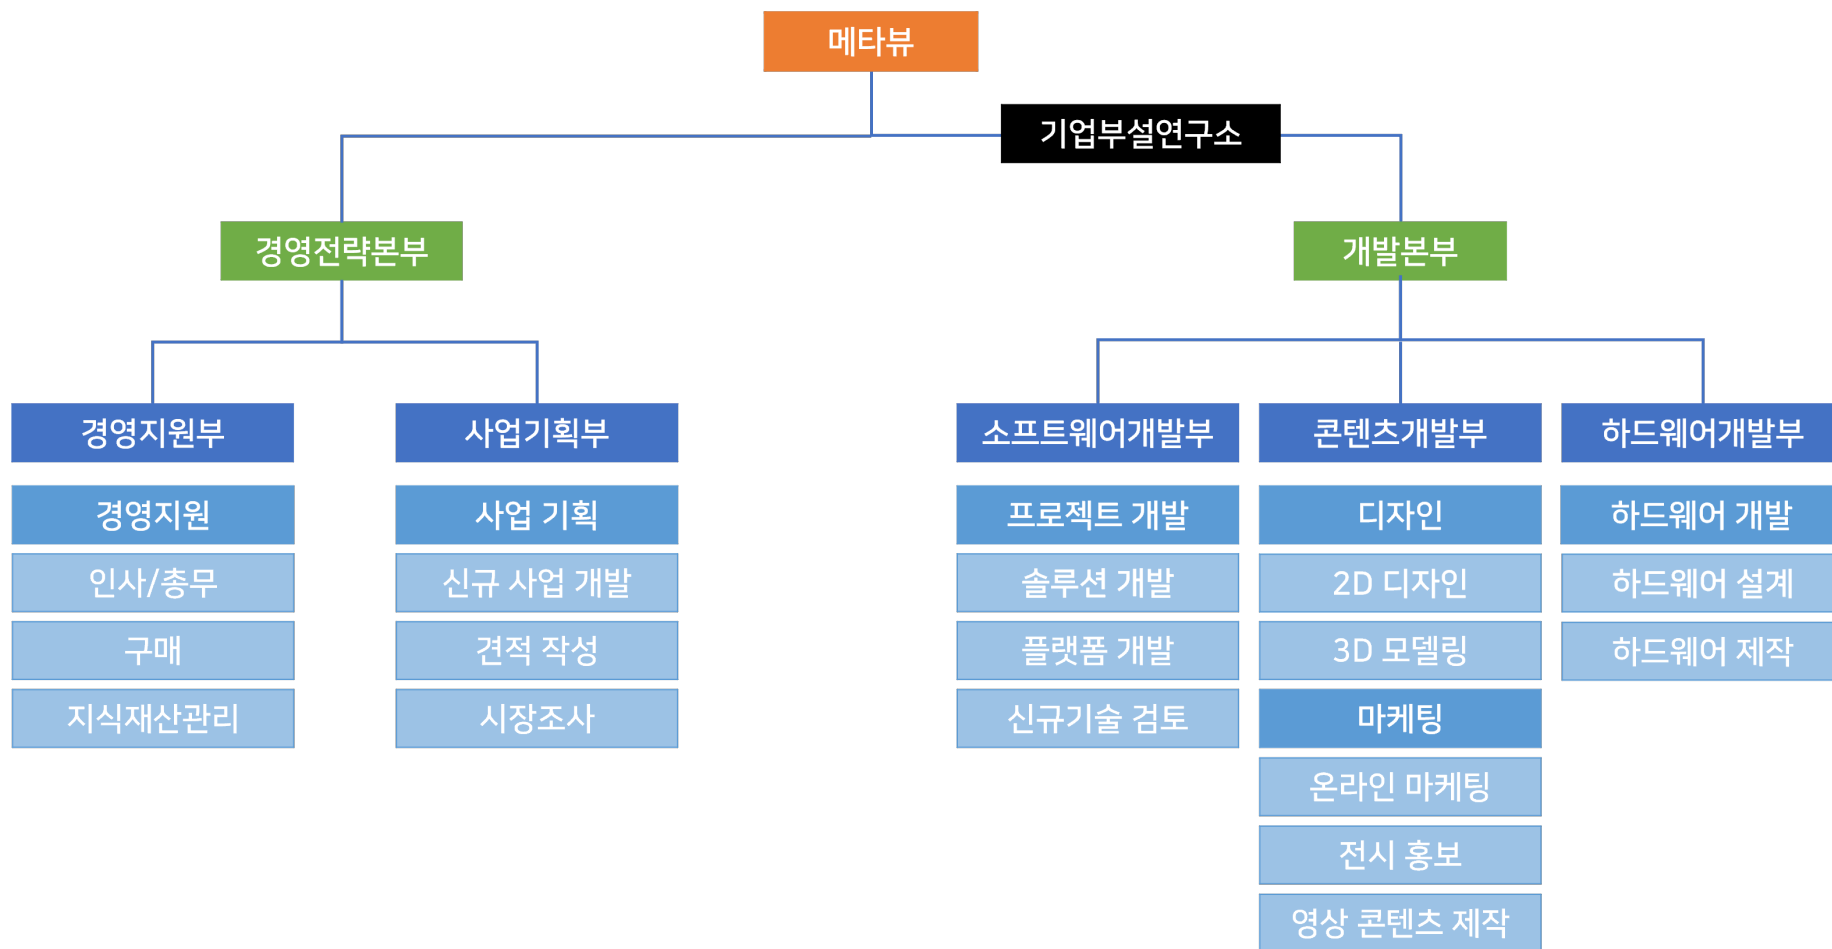 메타뷰
기업부설연구소
경영전략본부
개발본부
경영지원부
사업기획부
소프트웨어개발부
콘텐츠개발부
하드웨어개발부
경영지원
인사/총무
구매
지식재산관리
사업 기획
신규 사업 개발
견적 작성
시장조사
프로젝트 개발
솔루션 개발
플랫폼 개발
신규기술 검토
디자인
2D 디자인
3D 모델링
마케팅
온라인 마케팅
전시 홍보
영상 콘텐츠 제작
하드웨어 개발
하드웨어 설계
하드웨어 제작